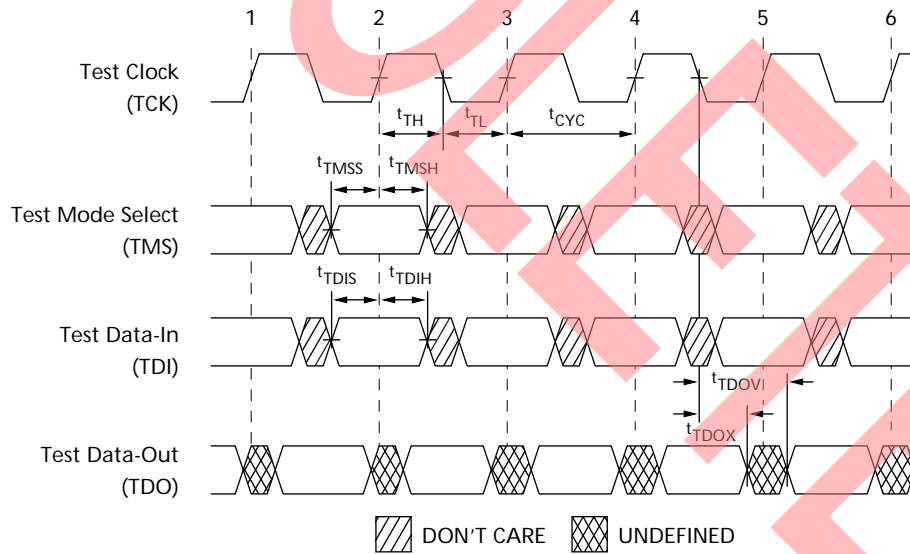 1 2 3 4 5 6
Test Clock
(TCK)
tTH tTL tCYC
tTMSS tTMSH
Test Mode Select
(TMS)
tTDIS tTDIH
Test Data-In
(TDI)
tTDOVI
tTDOX
Test Data-Out
(TDO)
DON'T CARE UNDEFINED